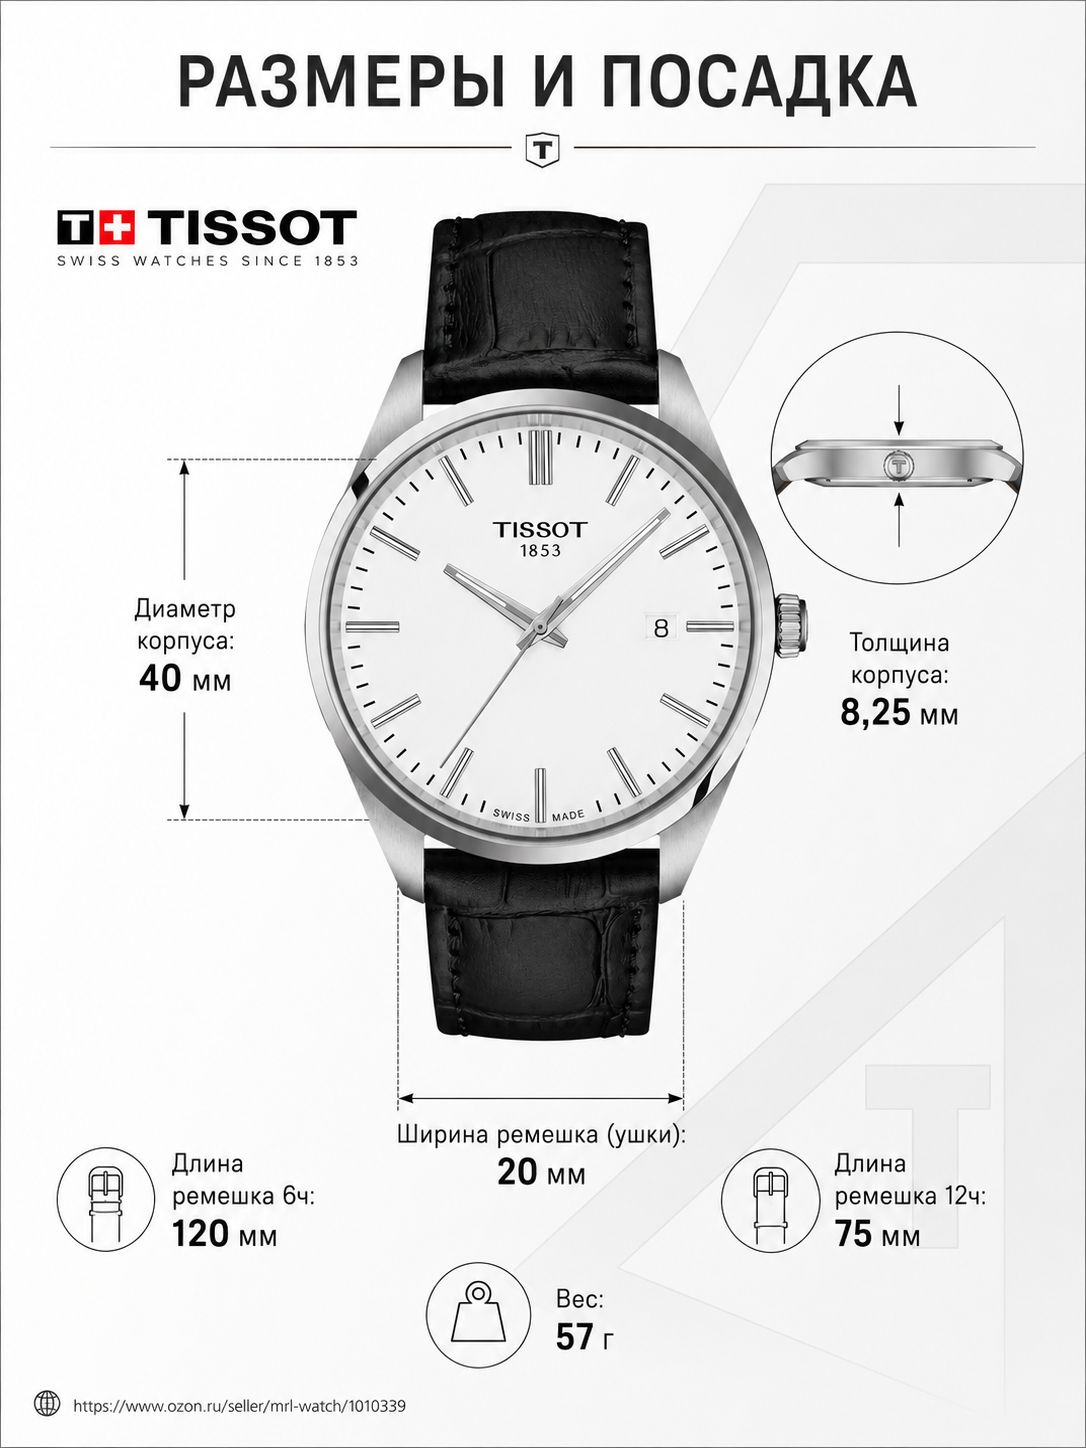 РАЗМЕРЫ И ПОСАДКА
T
T+ TISSOT
SWISS WATCHES SINCE 1853
TISSOT
1853
8
SWISS MADE
T
Диаметр
корпуса:
40 мм
Толщина
корпуса:
8,25 мм
Ширина ремешка (ушки):
20 мм
Длина
ремешка 6ч:
120 мм
Длина
ремешка 12ч:
75 мм
Вес:
57 г
T
https://www.ozon.ru/seller/mrl-watch/1010339